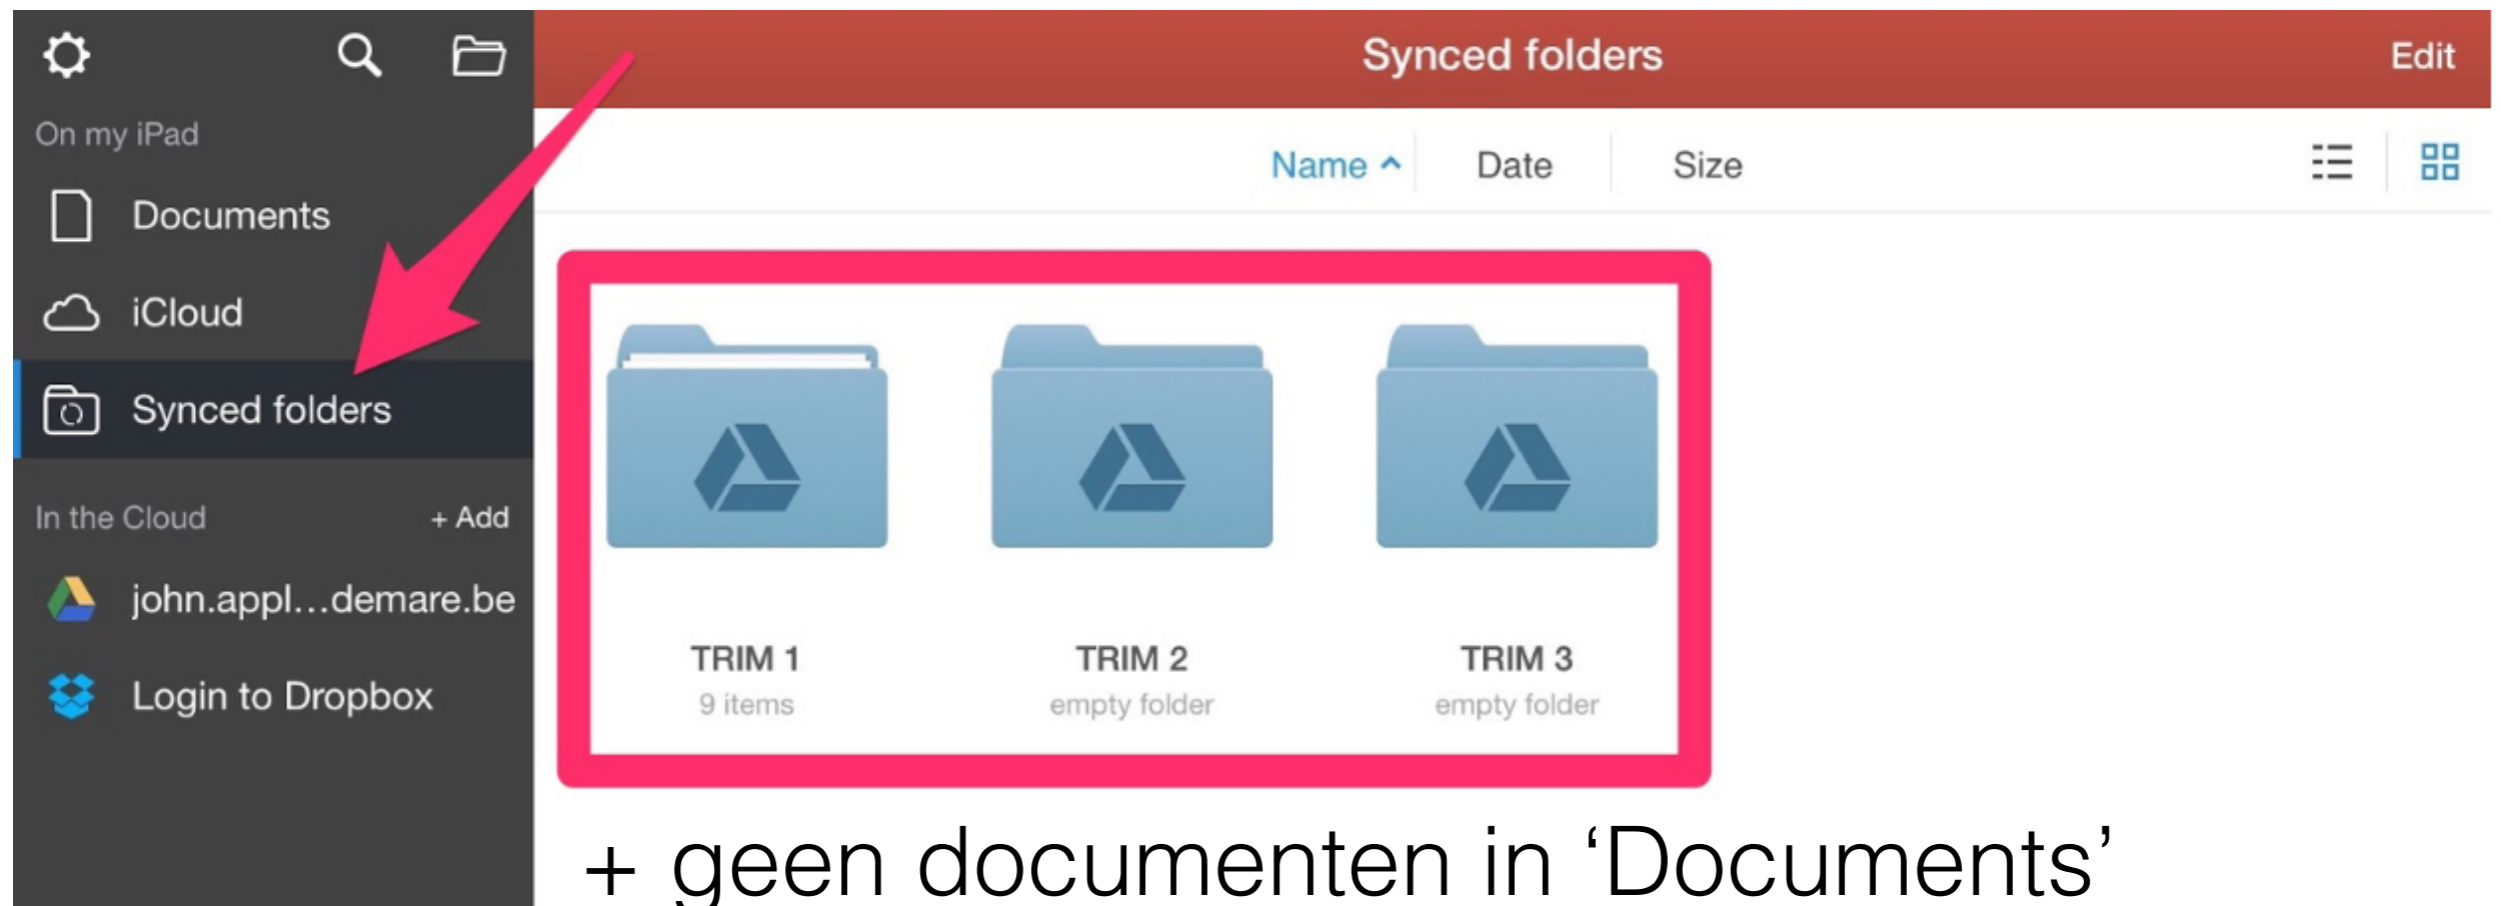 Synced folders
Edit
On my iPad
Documents
iCloud
Synced folders
In the Cloud
+ Add
john.appl...demare.be
Login to Dropbox
Name
Date
Size
TRIM 1
9 items
TRIM 2
empty folder
TRIM 3
empty folder
+ geen documenten in ‘Documents’